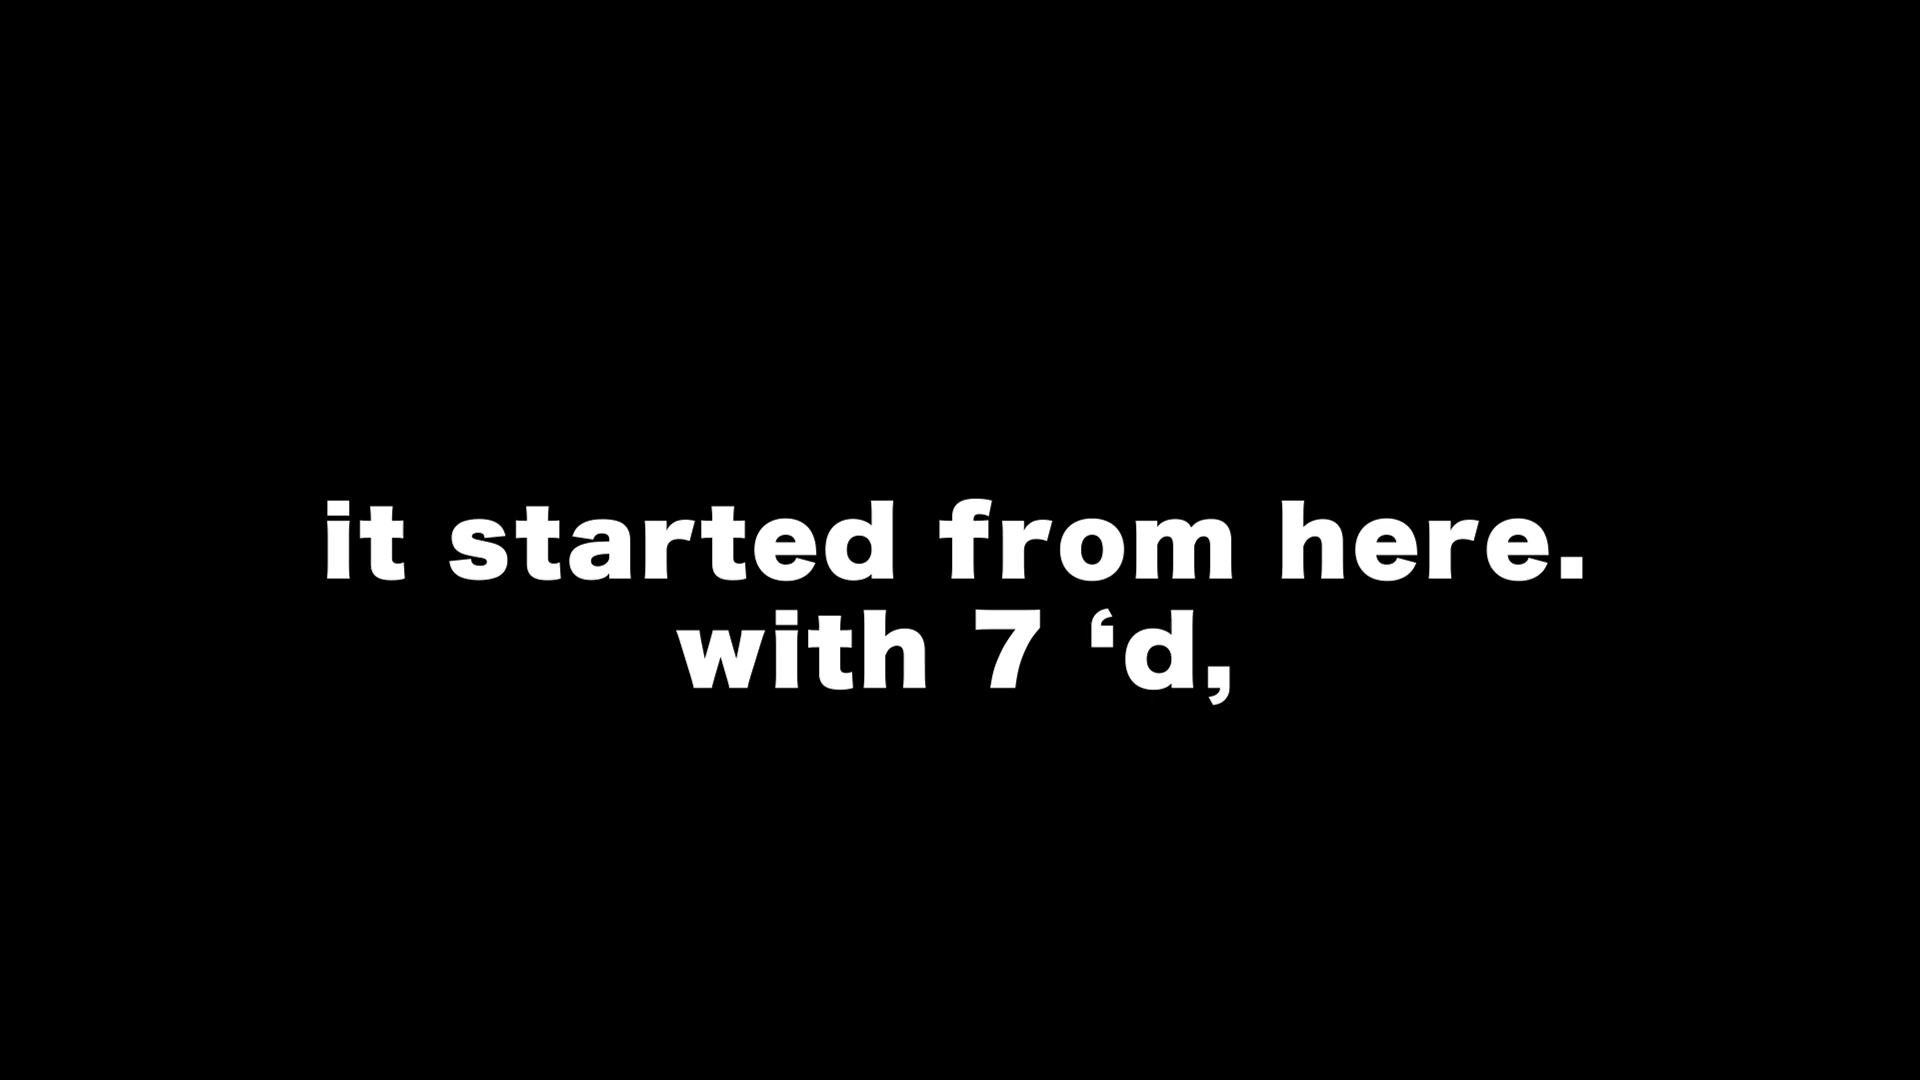 it started from here.
with 7 ‘d,